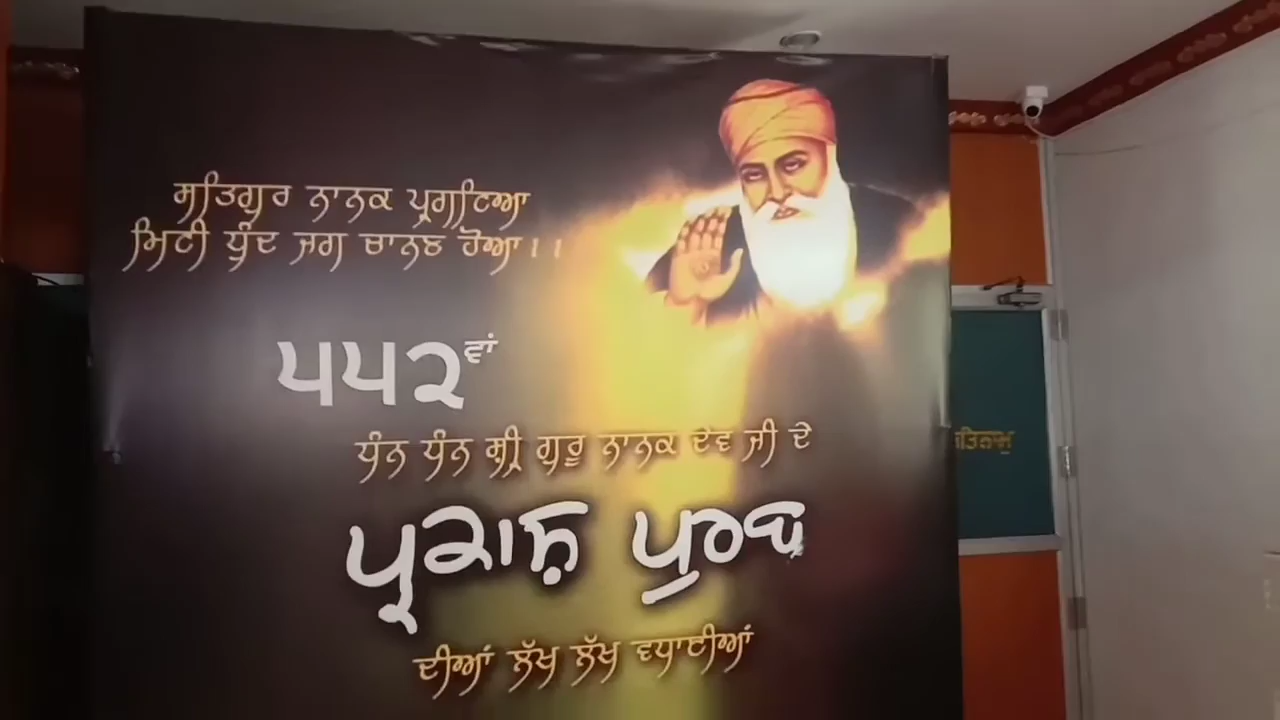 ਸਤਿਗੁਰ ਨਾਨਕ ਪ੍ਰਗਟਿਆ
ਮਿਟੀ ਧੁੰਦ ਜਗ ਚਾਨਣ ਹੋਆ।।
੫੫੨ਵਾਂ
ਧੰਨ ਧੰਨ ਸ਼੍ਰੀ ਗੁਰੂ ਨਾਨਕ ਦੇਵ ਜੀ ਦੇ
ਪ੍ਰਕਾਸ਼ ਪੁਰਬ
ਦੀਆਂ ਲੱਖ ਲੱਖ ਵਧਾਈਆਂ